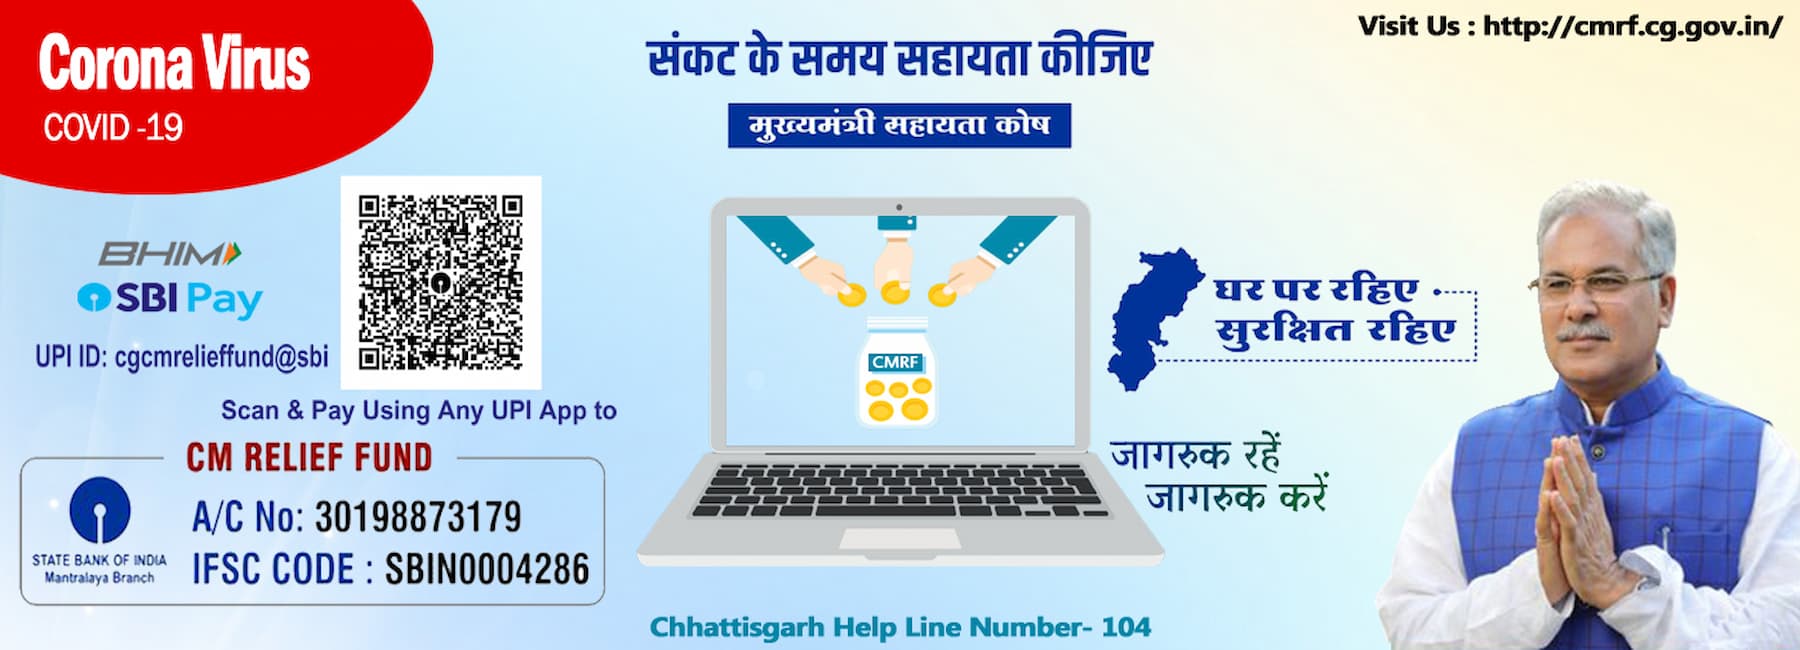 Corona Virus
COVID -19
संकट के समय सहायता कीजिए
मुख्यमंत्री सहायता कोष
Visit Us : http://cmrf.cg.gov.in/
BHIM
SBI Pay
UPI ID: cgcmrelieffund@sbi
Scan & Pay Using Any UPI App to
CM RELIEF FUND
A/C No: 30198873179
IFSC CODE : SBIN0004286
STATE BANK OF INDIA
Mantralaya Branch
CMRF
घर पर रहिए
सुरक्षित रहिए
जागरुक रहें
जागरुक करें
Chhattisgarh Help Line Number- 104